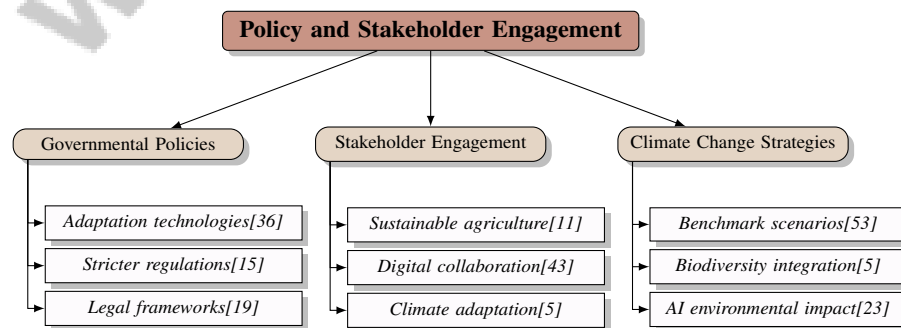 Policy and Stakeholder Engagement
Governmental Policies
Adaptation technologies[36]
Stricter regulations[15]
Legal frameworks[19]
Stakeholder Engagement
Sustainable agriculture[11]
Digital collaboration[43]
Climate adaptation[5]
Climate Change Strategies
Benchmark scenarios[53]
Biodiversity integration[5]
AI environmental impact[23]